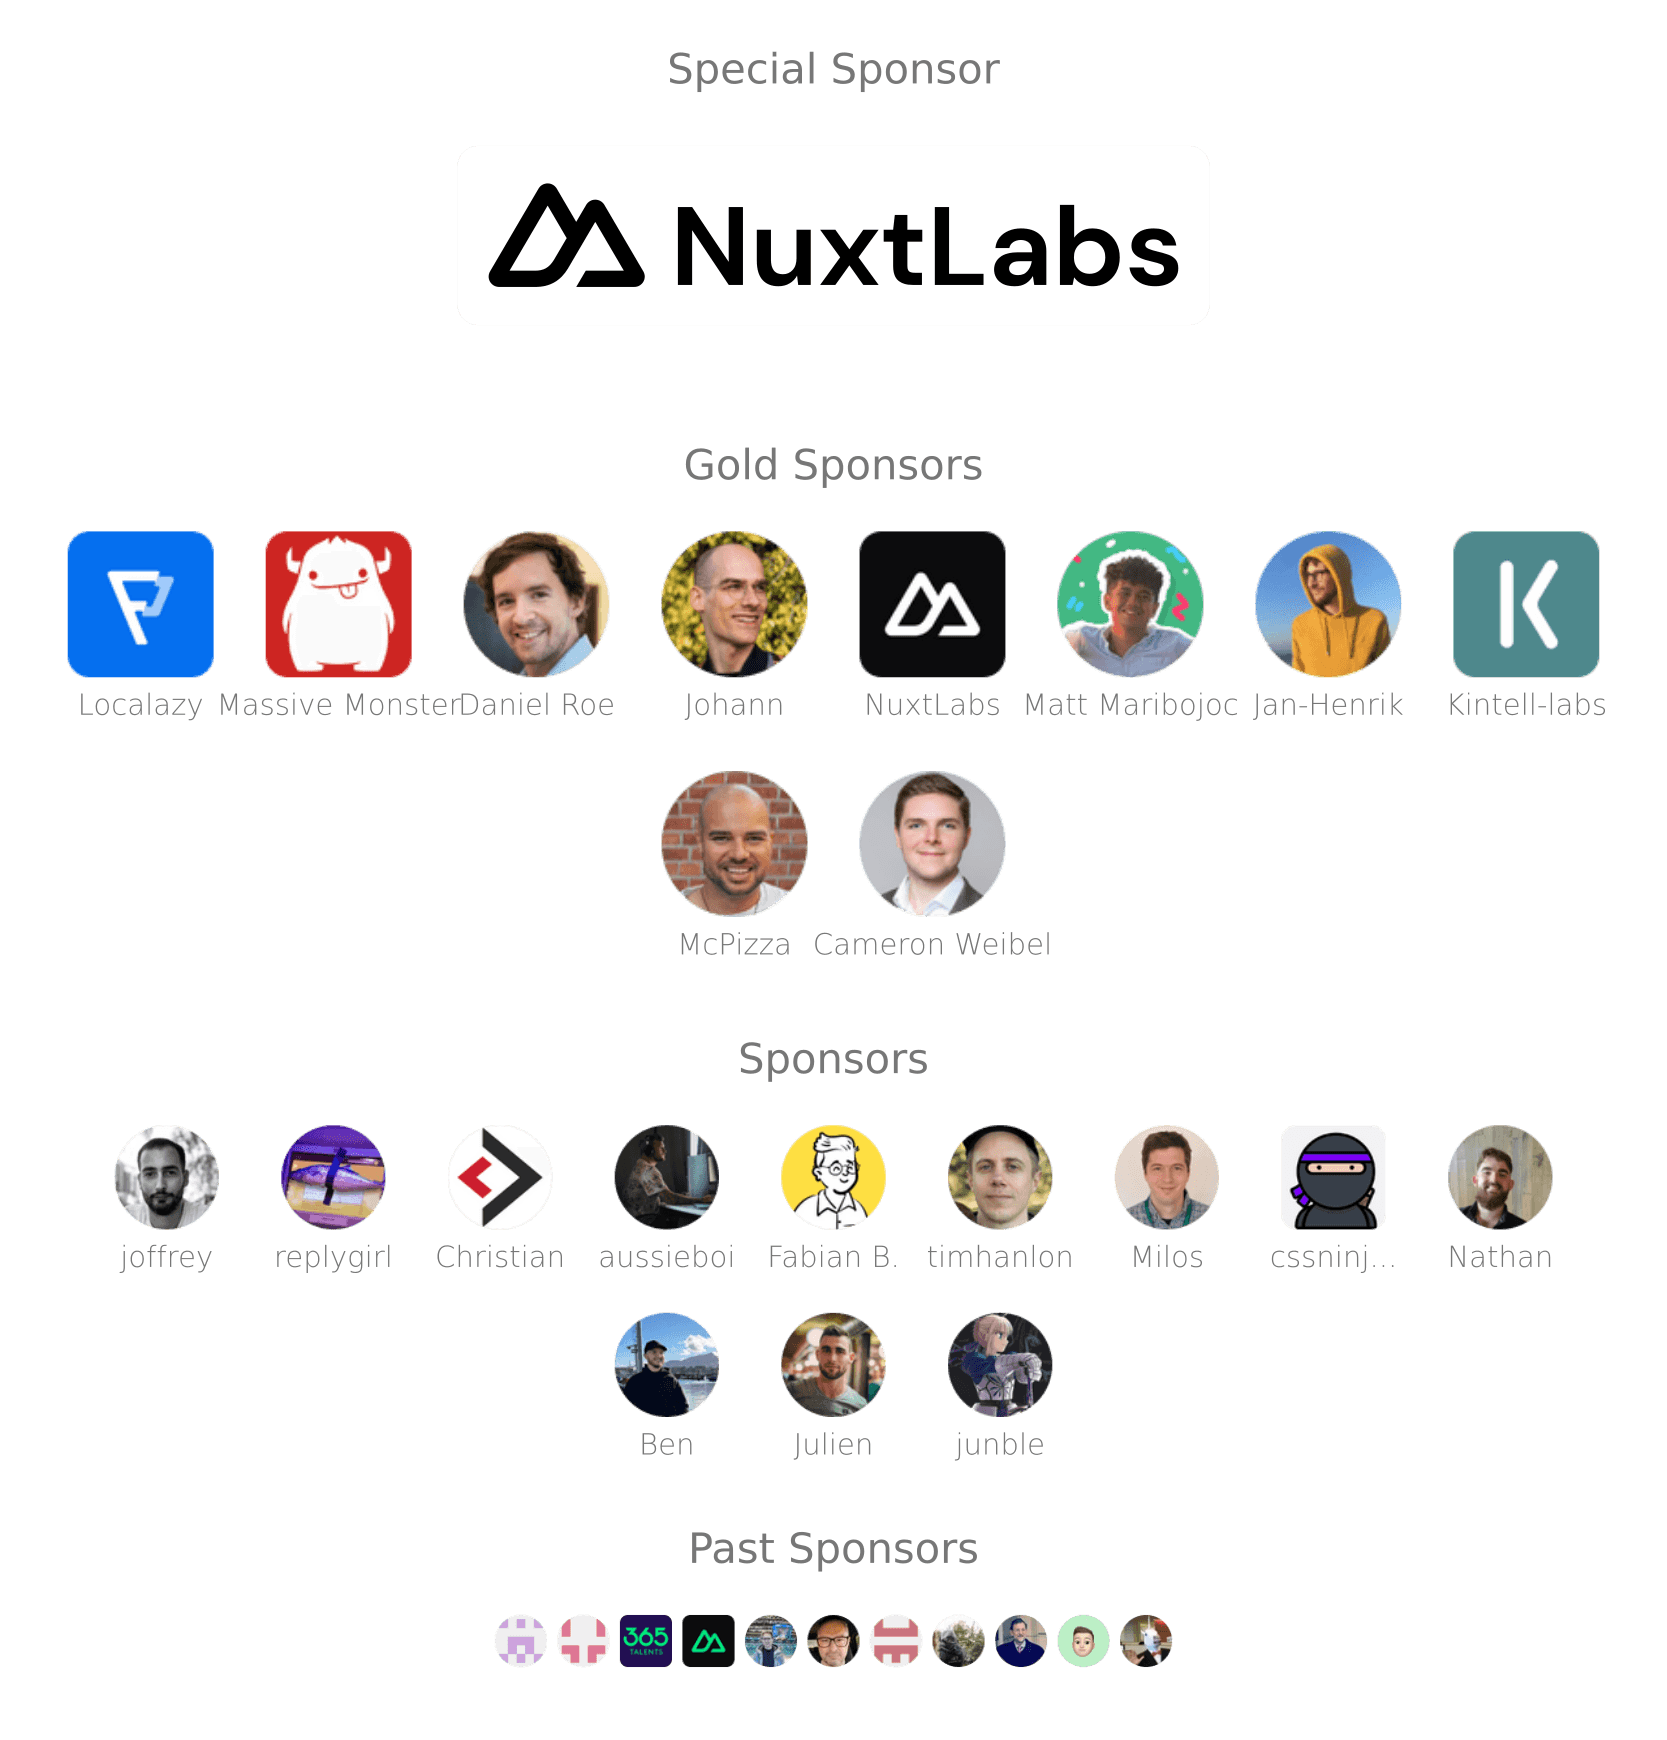 Special Sponsor
NuxtLabs
Gold Sponsors
Localazy Massive Monster Daniel Roe Johann NuxtLabs Matt Maribojoc Jan-Henrik Kintell-labs
McPizza Cameron Weibel
Sponsors
joffrey replygirl Christian aussieboi Fabian B. timhanlon Milos cssninj... Nathan
Ben Julien junble
Past Sponsors
365
TALENTS